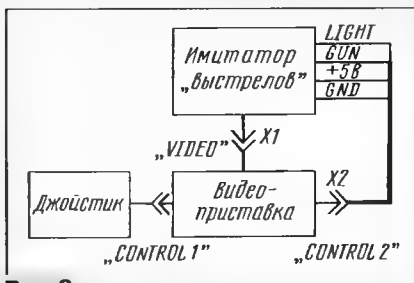 LIGHT
Имитатор
„выстрелов"
GUN
+5В
GND
„VIDEO"
X1
Джойстик
Видео-
приставка
X2
„CONTROL 1"
„CONTROL 2"